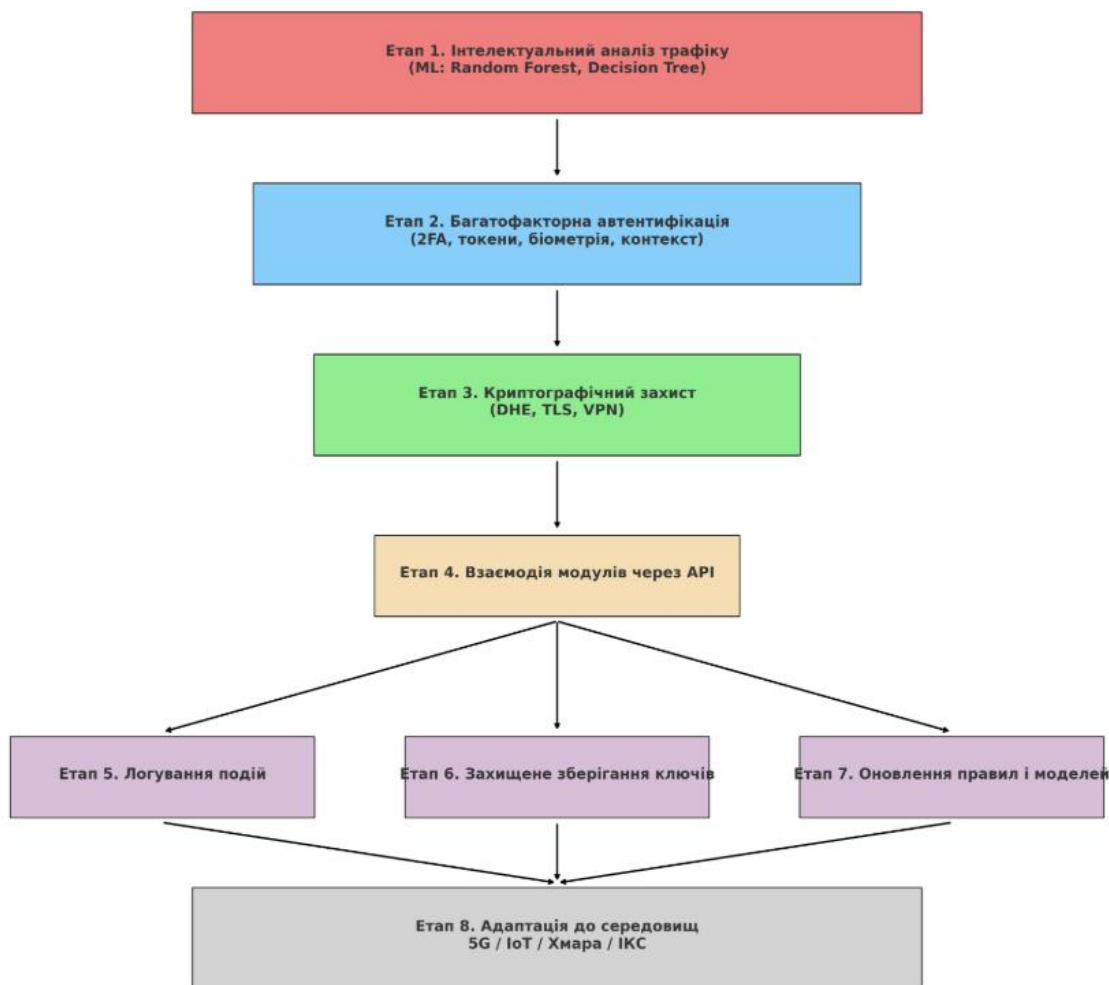 Етап 1. Інтелектуальний аналіз трафіку
(ML: Random Forest, Decision Tree)
Етап 2. Багатофакторна автентифікація
(2FA, токени, біометрія, контекст)
Етап 3. Криптографічний захист
(DHE, TLS, VPN)
Етап 4. Взаємодія модулів через API
Етап 5. Логування подій
Етап 6. Захищене зберігання ключів
Етап 7. Оновлення правил і моделей
Етап 8. Адаптація до середовищ
5G / IoT / Хмара / ІКС